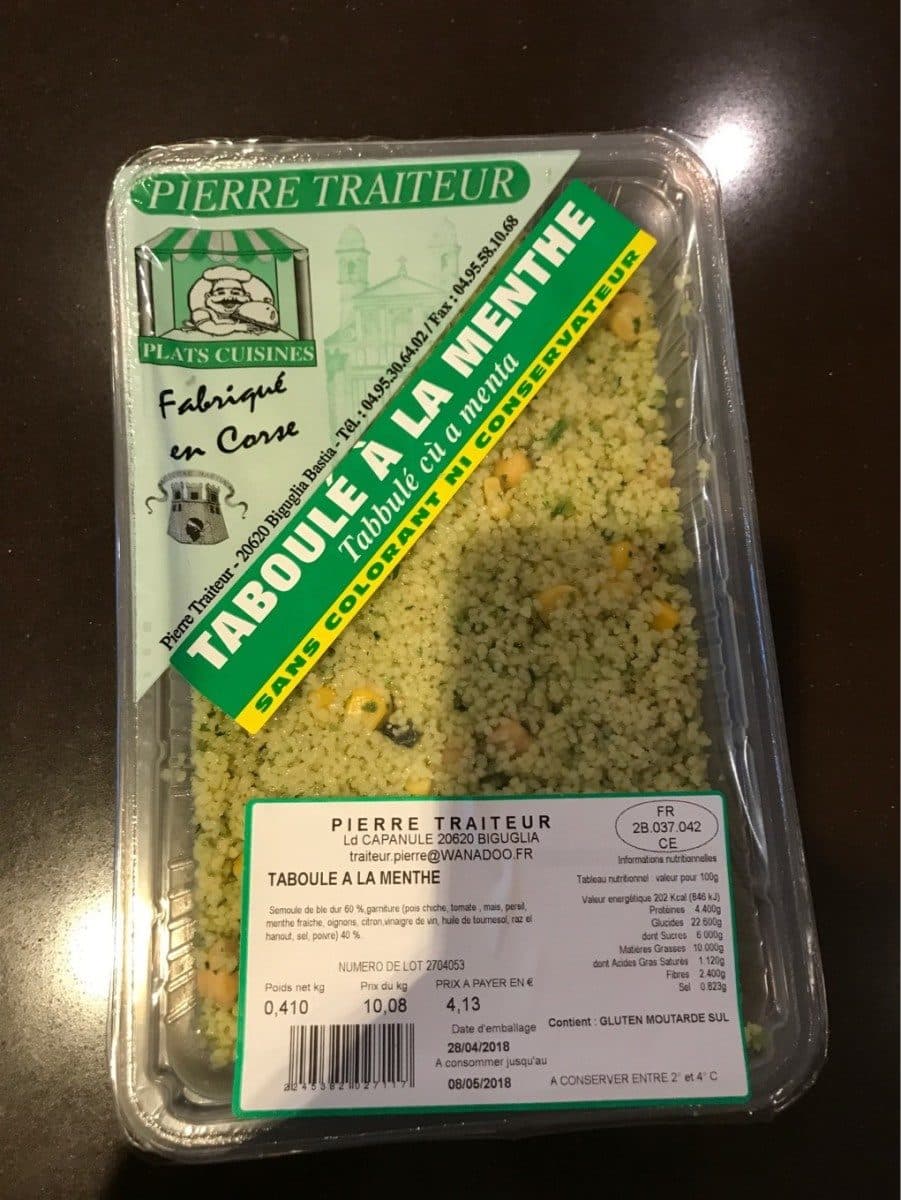 PIERRE TRAITEUR
PLATS CUISINES
Fabriqué
en Corse
Pierre Traiteur - 20620 Biguglia Bastia - Tél. : 04.95.30.64.02 / Fax : 04.95.58.10.68
TABOULÉ À LA MENTHE
Tabbulé cù a menta
SANS COLORANT NI CONSERVATEUR
PIERRE TRAITEUR
Ld CAPANULE 20620 BIGUGLIA
traiteur.pierre@WANADOO.FR
TABOULE A LA MENTHE
Semoule de ble dur 60 %,garniture (pois chiche, tomate , mais, persil,
menthe fraiche, oignons, citron,vinaigre de vin, huile de tournesol, raz el
hanout, sel, poivre) 40 %.
NUMERO DE LOT 2704053
Poids net kg
Prix du kg
PRIX A PAYER EN €
0,410
10,08
4,13
Date d'emballage
28/04/2018
A consommer jusqu'au
08/05/2018
FR
2B.037.042
CE
Informations nutritionnelles
Tableau nutritionnel valeur pour 100g
Valeur energétique 202 Kcal (846 kJ)
Protéines 4.400g
Glucides 22.600g
dont Sucres 6.000g
Matières Grasses 10.000g
dont Acides Gras Saturés 1.120g
Fibres 2.400g
Sel 0.823g
Contient : GLUTEN MOUTARDE SUL
A CONSERVER ENTRE 2° et 4° C